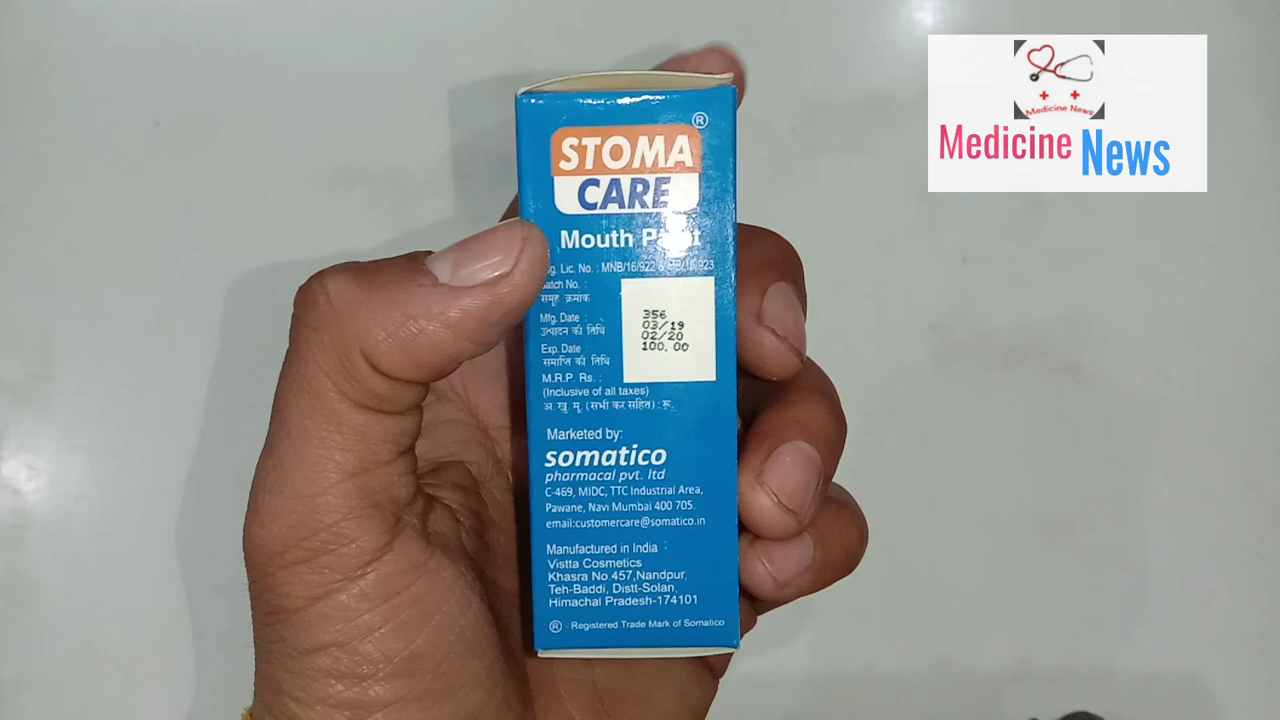 STOMA
CARE
®
Mouth
Lic. No. : MNB/16/922 &
Batch No. :
समूह क्रमांक
Mfg. Date :
उत्पादन की तिथि
Exp. Date :
समाप्ति की तिथि
M.R.P Rs. :
(Inclusive of all taxes)
अ. खु. मू. (सभी कर सहित) : रू.
356
03/19
02/20
100.00
Marketed by:
somatico
pharmacal pvt. ltd
C-469, MIDC, TTC Industrial Area,
Pawane, Navi Mumbai 400 705.
email:customercare@somatico.in
Manufactured in India :
Vistta Cosmetics
Khasra No.457,Nandpur,
Teh-Baddi, Distt-Solan,
Himachal Pradesh-174101
® - Registered Trade Mark of Somatico
Medicine News
Medicine News